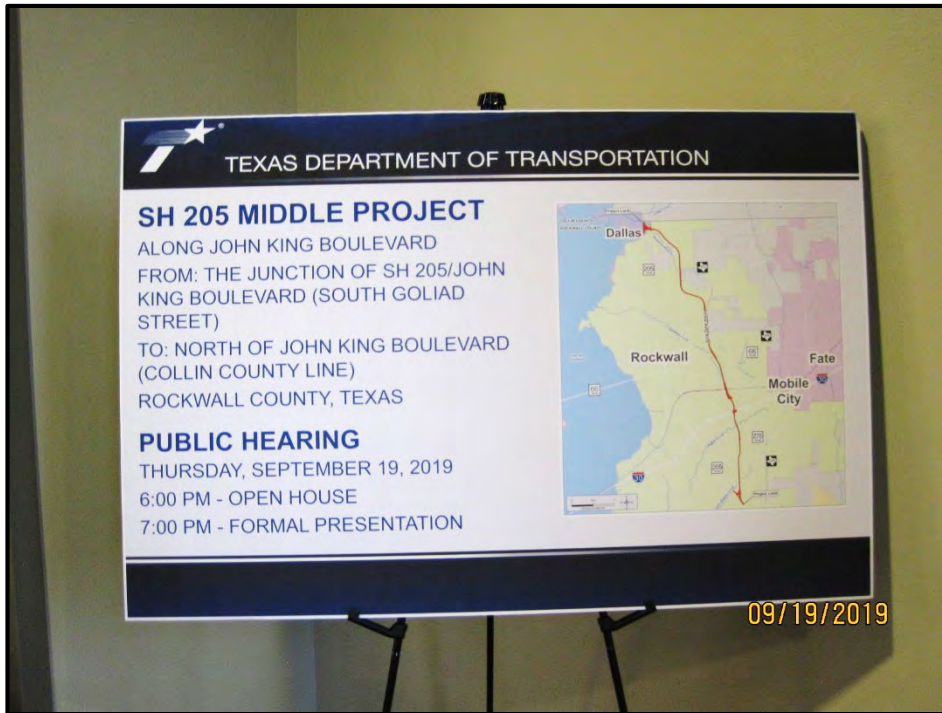 TEXAS DEPARTMENT OF TRANSPORTATION
SH 205 MIDDLE PROJECT
ALONG JOHN KING BOULEVARD
FROM: THE JUNCTION OF SH 205/JOHN
KING BOULEVARD (SOUTH GOLIAD
STREET)
TO: NORTH OF JOHN KING BOULEVARD
(COLLIN COUNTY LINE)
ROCKWALL COUNTY, TEXAS
PUBLIC HEARING
THURSDAY, SEPTEMBER 19, 2019
6:00 PM - OPEN HOUSE
7:00 PM - FORMAL PRESENTATION
Dallas
205
Rockwall
Fate
Mobile
City
30
205
09/19/2019